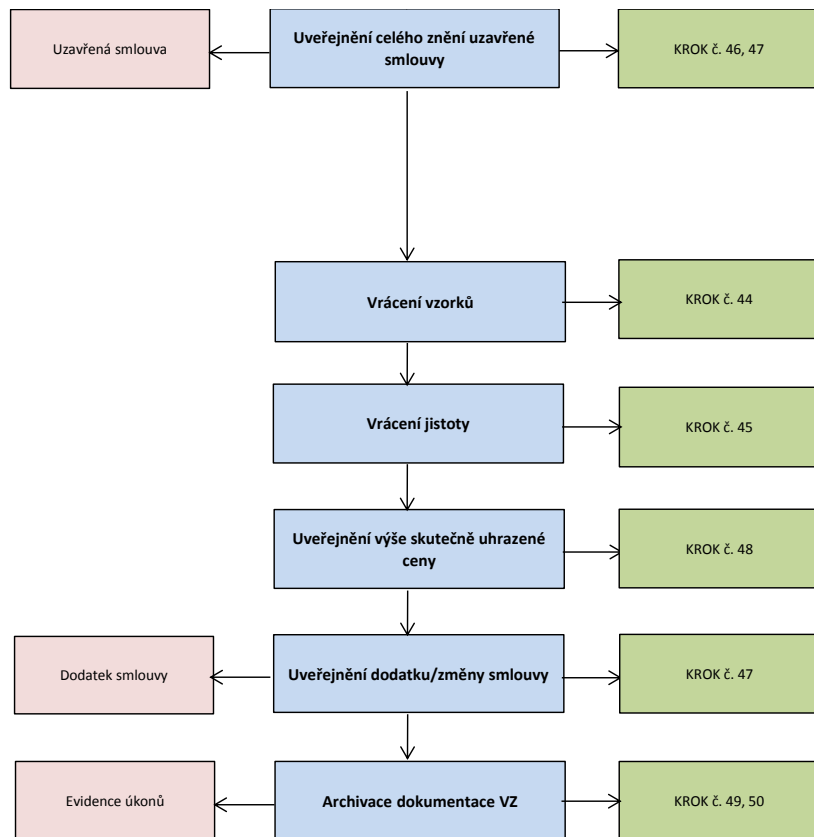 Uzavřená smlouva
Uveřejnění celého znění uzavřené
smlouvy
KROK č. 46, 47
Vrácení vzorků
KROK č. 44
Vrácení jistoty
KROK č. 45
Uveřejnění výše skutečně uhrazené
ceny
KROK č. 48
Dodatek smlouvy
Uveřejnění dodatku/změny smlouvy
KROK č. 47
Evidence úkonů
Archivace dokumentace VZ
KROK č. 49, 50